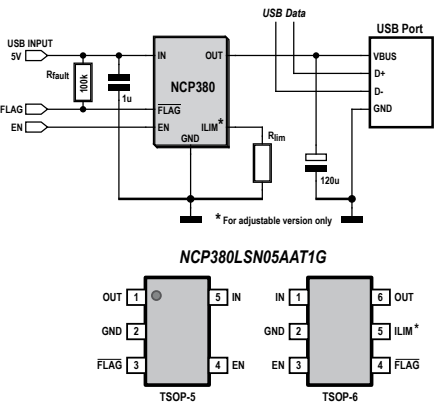 USB Data
USB Port
USB INPUT
5V
IN
OUT
VBUS
Rfault
100k
1u
NCP380
D+
D-
FLAG
FLAG
GND
EN
EN
ILIM*
GND
Rlim
120u
* For adjustable version only
NCP380LSN05AAT1G
OUT 1 5 IN
GND 2
FLAG 3 4 EN
TSOP-5
IN 1 6 OUT
GND 2 5 ILIM*
EN 3 4 FLAG
TSOP-6